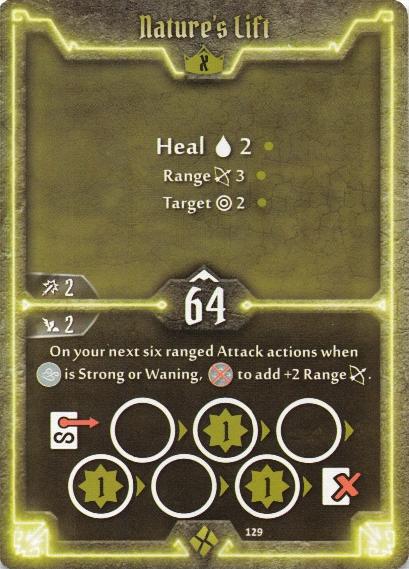 Nature's Lift
X
Heal 2
Range 3
Target 2
2
64
2
On your next six ranged Attack actions when
is Strong or Waning, to add +2 Range .
S
1
1
1
129